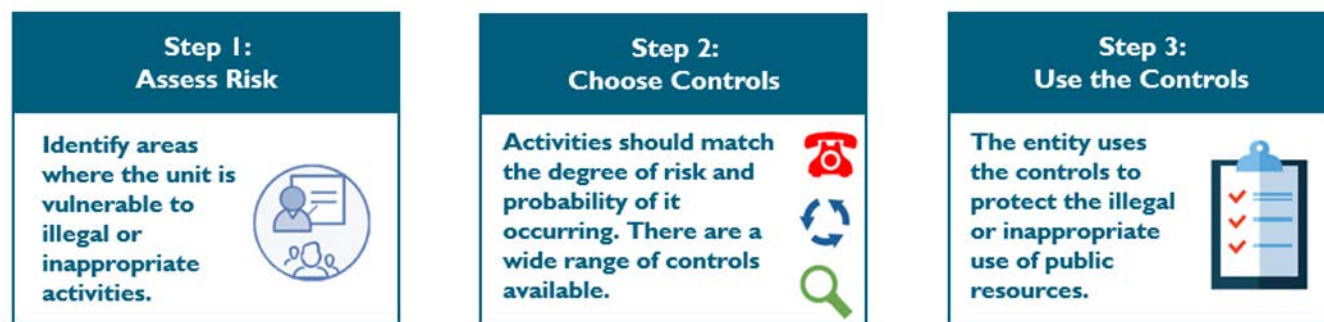 Step 1:
Assess Risk
Identify areas
where the unit is
vulnerable to
illegal or
inappropriate
activities.
Step 2:
Choose Controls
Activities should match
the degree of risk and
probability of it
occurring. There are a
wide range of controls
available.
Step 3:
Use the Controls
The entity uses
the controls to
protect the illegal
or inappropriate
use of public
resources.